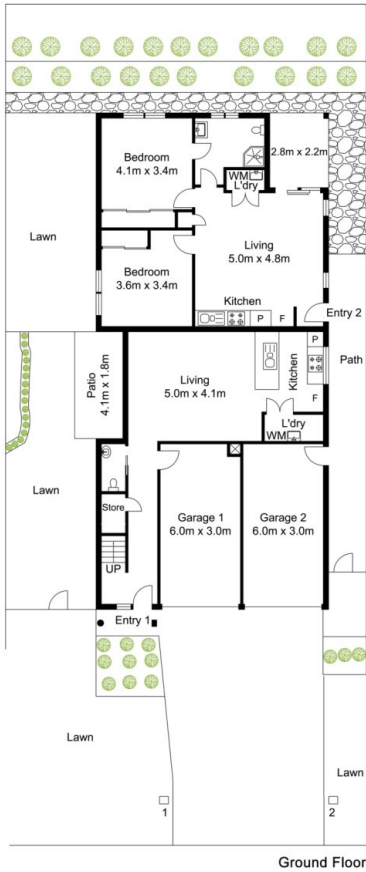 Bedroom
4.1m x 3.4m
2.8m x 2.2m
WM
L'dry
Lawn
Living
5.0m x 4.8m
Bedroom
3.6m x 3.4m
Kitchen
P
F
Entry 2
P
Path
Patio
4.1m x 1.8m
Living
5.0m x 4.1m
Kitchen
F
L'dry
WM
Lawn
Store
Garage 1
6.0m x 3.0m
Garage 2
6.0m x 3.0m
UP
Entry 1
Lawn
Lawn
1
2
Ground Floor